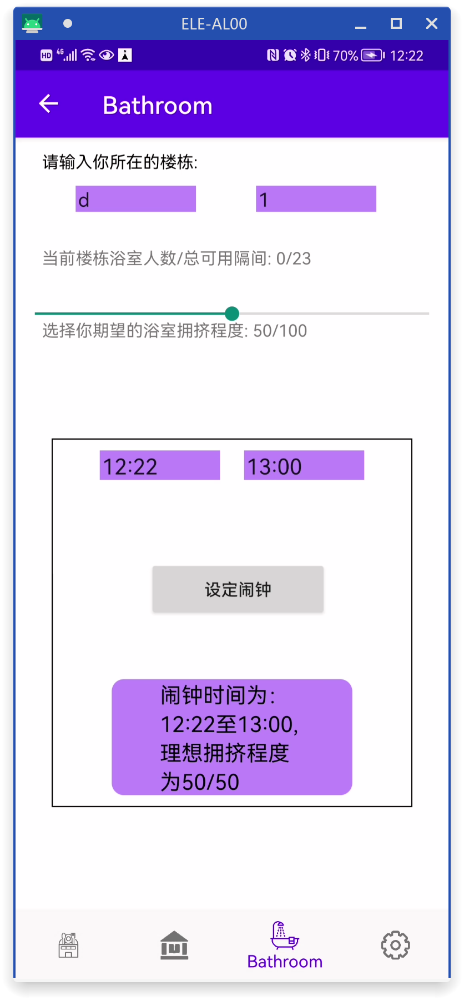 ELE-AL00
HD 4G 70% 12:22
Bathroom
请输入你所在的楼栋:
d 1
当前楼栋浴室人数/总可用隔间: 0/23
选择你期望的浴室拥挤程度: 50/100
12:22 13:00
设定闹钟
闹钟时间为:
12:22至13:00,
理想拥挤程度
为50/50
Bathroom